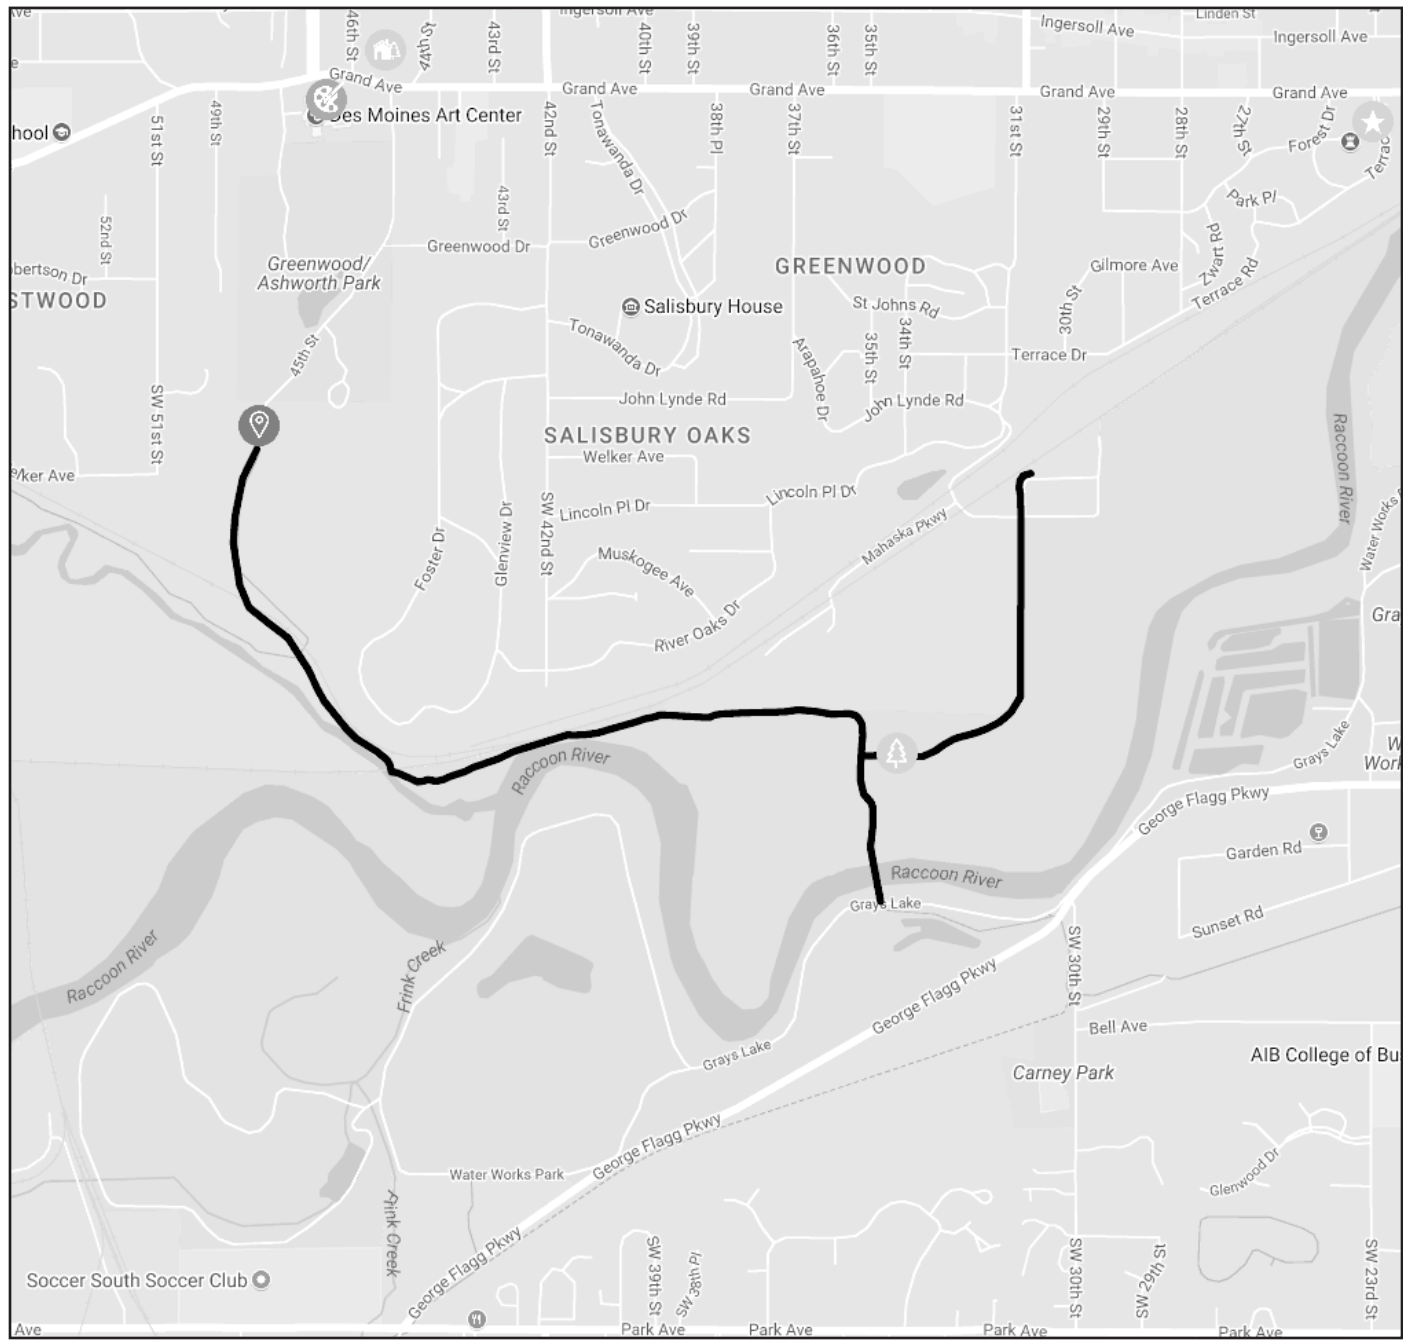 Ave
46th St
44th St
43rd St
Ingersoll Ave
40th St
39th St
36th St
35th St
Ingersoll Ave
Linden St
Ingersoll Ave
Grand Ave
Grand Ave
Grand Ave
Grand Ave
Grand Ave
hool
51st St
49th St
Des Moines Art Center
42nd St
Tonawanda Dr
38th Pl
37th St
31st St
29th St
28th St
27th St
Forest Dr
Terrac
52nd St
43rd St
Park Pl
Greenwood Dr
Greenwood Dr
Zwart Rd
bertson Dr
STWOOD
Greenwood/
Ashworth Park
GREENWOOD
Gilmore Ave
Terrace Rd
Salisbury House
St Johns Rd
30th St
34th St
35th St
45th St
Tonawanda Dr
Arapahoe Dr
Terrace Dr
SW 51st St
John Lynde Rd
John Lynde Rd
SALISBURY OAKS
Raccoon River
Welker Ave
elker Ave
Lincoln Pl Dr
Lincoln Pl Dr
SW 42nd St
Glenview Dr
Foster Dr
Mahaska Pkwy
Water Works
Muskogee Ave
River Oaks Dr
Gra
Raccoon River
Grays Lake
W
Work
George Flagg Pkwy
Garden Rd
Raccoon River
Grays Lake
Sunset Rd
Raccoon River
Frink Creek
SW 30th St
George Flagg Pkwy
Bell Ave
Grays Lake
AIB College of Bu
Carney Park
George Flagg Pkwy
Water Works Park
Glenwood Dr
Frink Creek
George Flagg Pkwy
SW 39th St
SW 38th Pl
SW 30th St
SW 29th St
SW 23rd St
Soccer South Soccer Club
Ave
Park Ave
Park Ave
Park Ave
Park Ave